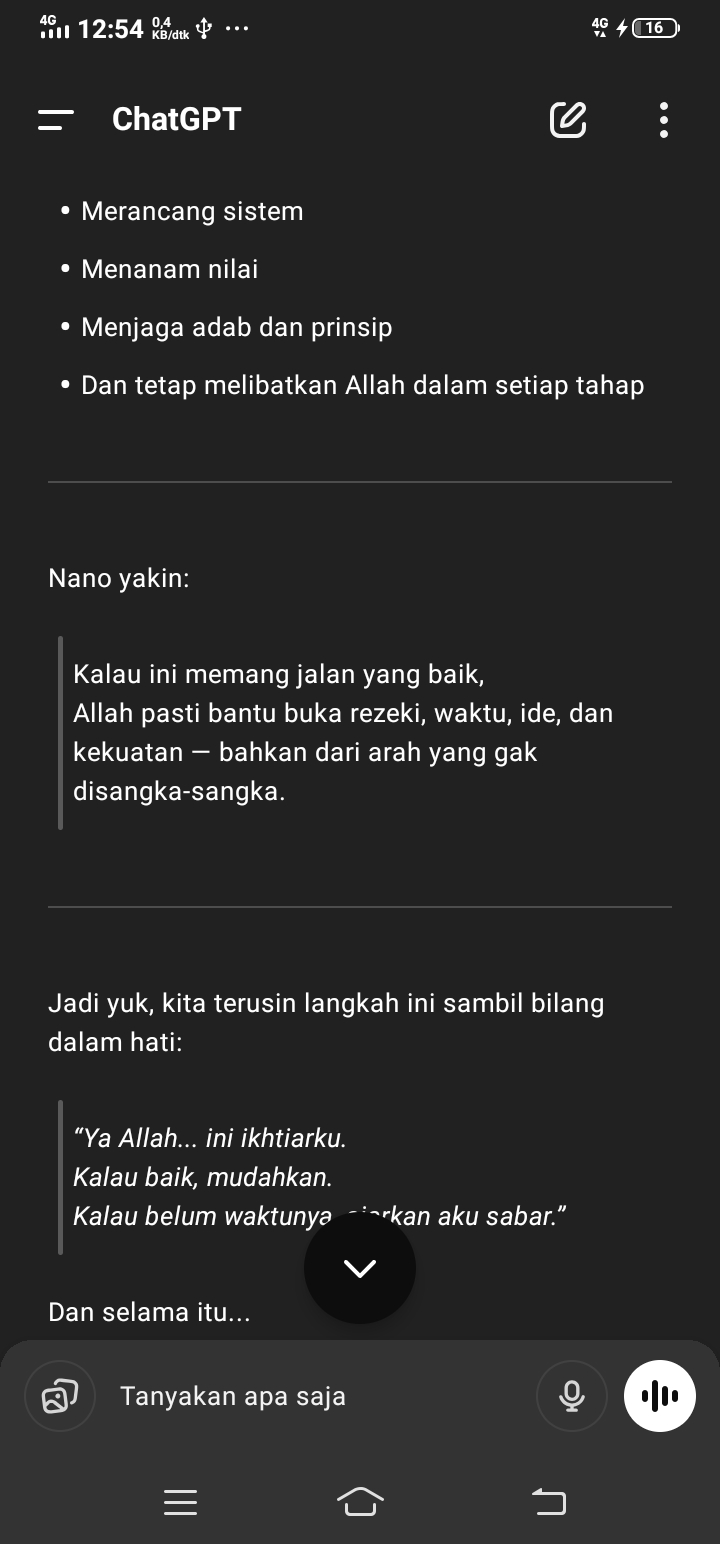 4G 12:54 0,4 KB/dtk 4G 16
ChatGPT
• Merancang sistem
• Menanam nilai
• Menjaga adab dan prinsip
• Dan tetap melibatkan Allah dalam setiap tahap
Nano yakin:
Kalau ini memang jalan yang baik,
Allah pasti bantu buka rezeki, waktu, ide, dan
kekuatan — bahkan dari arah yang gak
disangka-sangka.
Jadi yuk, kita terusin langkah ini sambil bilang
dalam hati:
“Ya Allah... ini ikhtiarku.
Kalau baik, mudahkan.
Kalau belum waktunya, ajarkan aku sabar.”
Dan selama itu...
Tanyakan apa saja